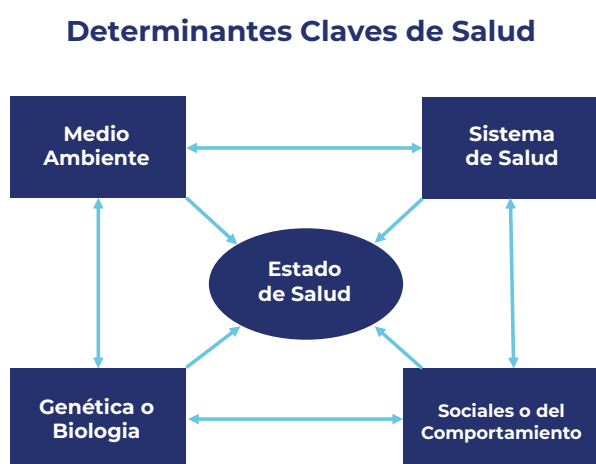 Determinantes Claves de Salud
Medio
Ambiente
Sistema
de Salud
Estado
de Salud
Genética o
Biologia
Sociales o del
Comportamiento